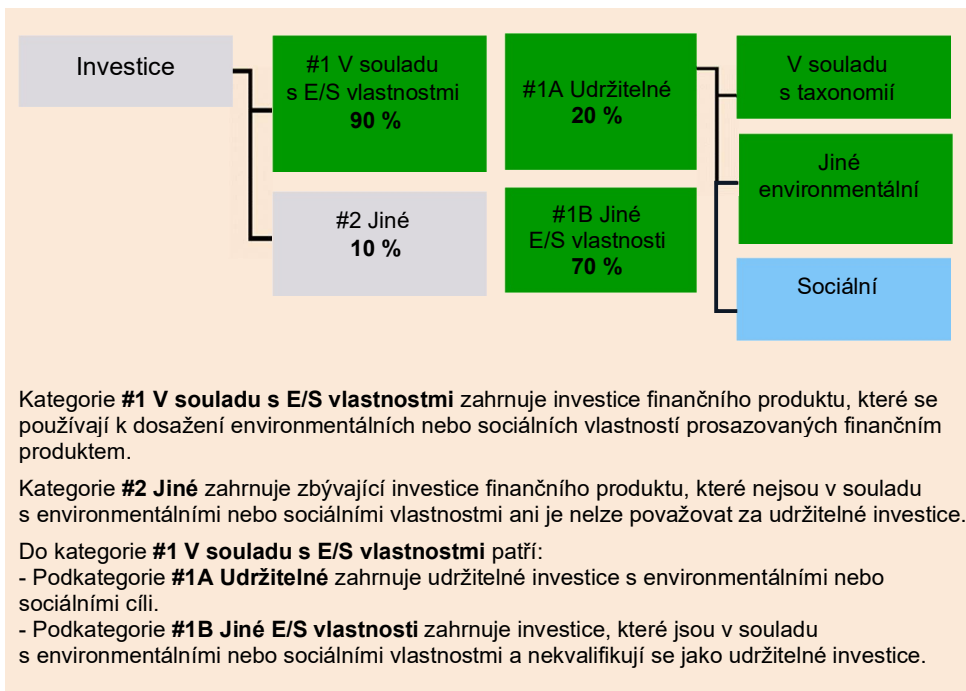 Investice
#1 V souladu
s E/S vlastnostmi
90 %
#2 Jiné
10 %
#1A Udržitelné
20 %
#1B Jiné
E/S vlastnosti
70 %
V souladu
s taxonomií
Jiné
environmentální
Sociální
Kategorie #1 V souladu s E/S vlastnostmi zahrnuje investice finančního produktu, které se
používají k dosažení environmentálních nebo sociálních vlastností prosazovaných finančním
produktem.
Kategorie #2 Jiné zahrnuje zbývající investice finančního produktu, které nejsou v souladu
s environmentálními nebo sociálními vlastnostmi ani je nelze považovat za udržitelné investice.
Do kategorie #1 V souladu s E/S vlastnostmi patří:
- Podkategorie #1A Udržitelné zahrnuje udržitelné investice s environmentálními nebo
sociálními cíli.
- Podkategorie #1B Jiné E/S vlastnosti zahrnuje investice, které jsou v souladu
s environmentálními nebo sociálními vlastnostmi a nekvalifikují se jako udržitelné investice.